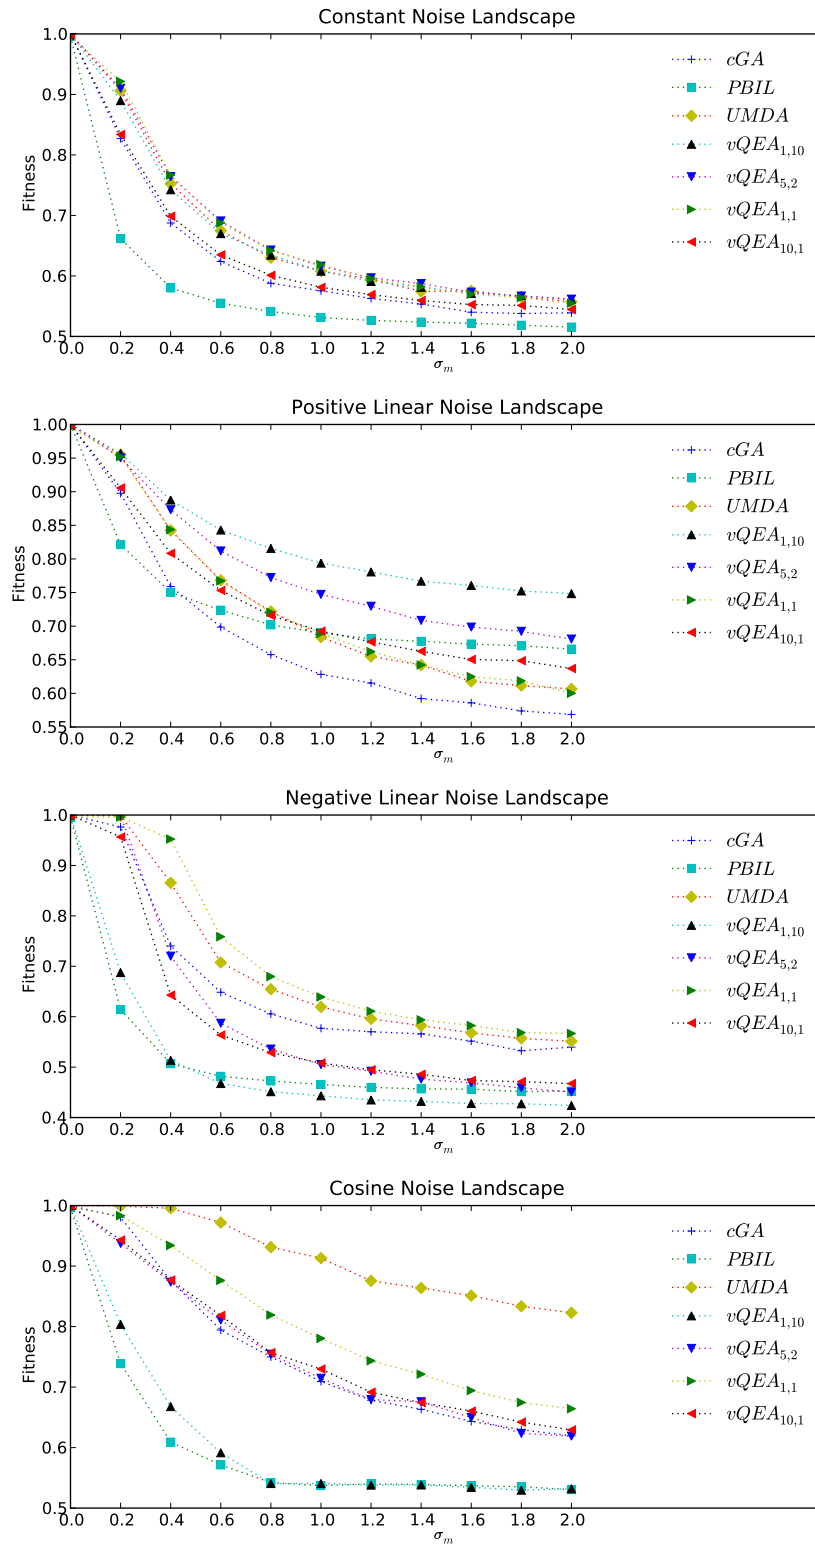 Constant Noise Landscape
1.0
0.9
0.8
0.7
0.6
0.5
Fitness
0.0 0.2 0.4 0.6 0.8 1.0 1.2 1.4 1.6 1.8 2.0
σm
cGA
PBIL
UMDA
vQEA1,10
vQEA5,2
vQEA1,1
vQEA10,1
Positive Linear Noise Landscape
1.00
0.95
0.90
0.85
0.80
0.75
0.70
0.65
0.60
0.55
Fitness
0.0 0.2 0.4 0.6 0.8 1.0 1.2 1.4 1.6 1.8 2.0
σm
cGA
PBIL
UMDA
vQEA1,10
vQEA5,2
vQEA1,1
vQEA10,1
Negative Linear Noise Landscape
1.0
0.9
0.8
0.7
0.6
0.5
0.4
Fitness
0.0 0.2 0.4 0.6 0.8 1.0 1.2 1.4 1.6 1.8 2.0
σm
cGA
PBIL
UMDA
vQEA1,10
vQEA5,2
vQEA1,1
vQEA10,1
Cosine Noise Landscape
1.0
0.9
0.8
0.7
0.6
0.5
Fitness
0.0 0.2 0.4 0.6 0.8 1.0 1.2 1.4 1.6 1.8 2.0
σm
cGA
PBIL
UMDA
vQEA1,10
vQEA5,2
vQEA1,1
vQEA10,1